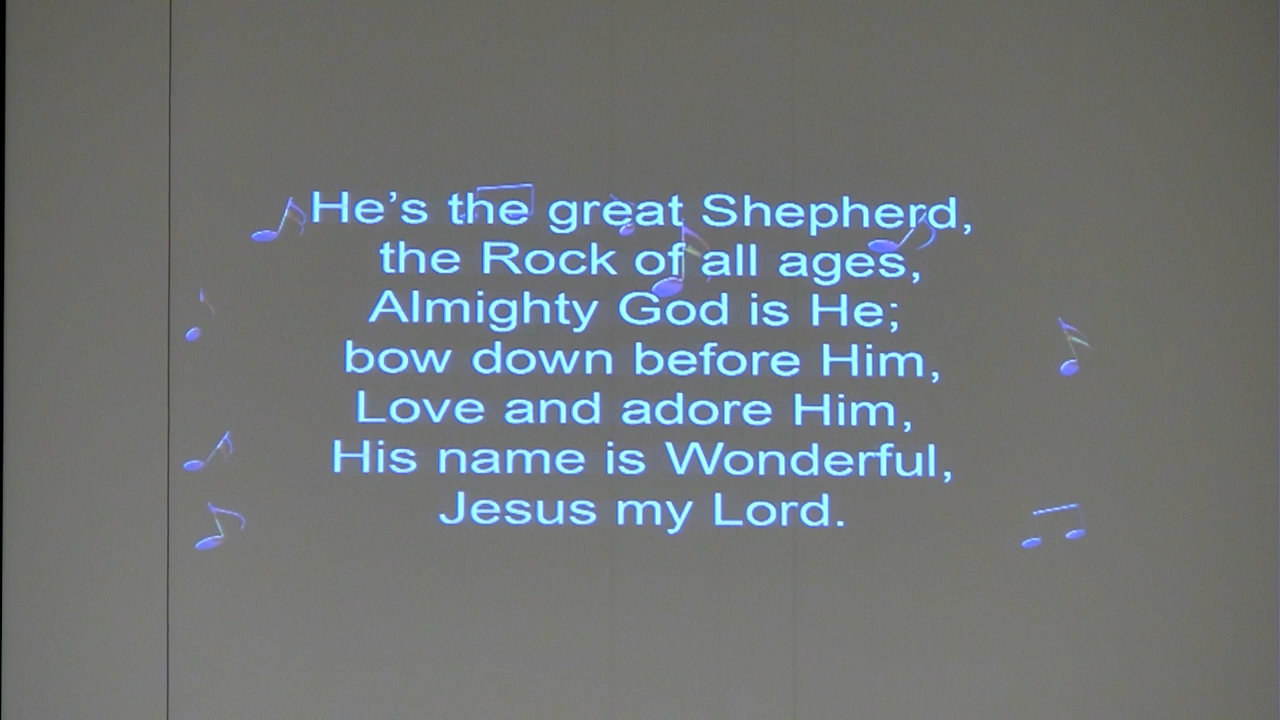 He’s the great Shepherd,
the Rock of all ages,
Almighty God is He;
bow down before Him,
Love and adore Him,
His name is Wonderful,
Jesus my Lord.